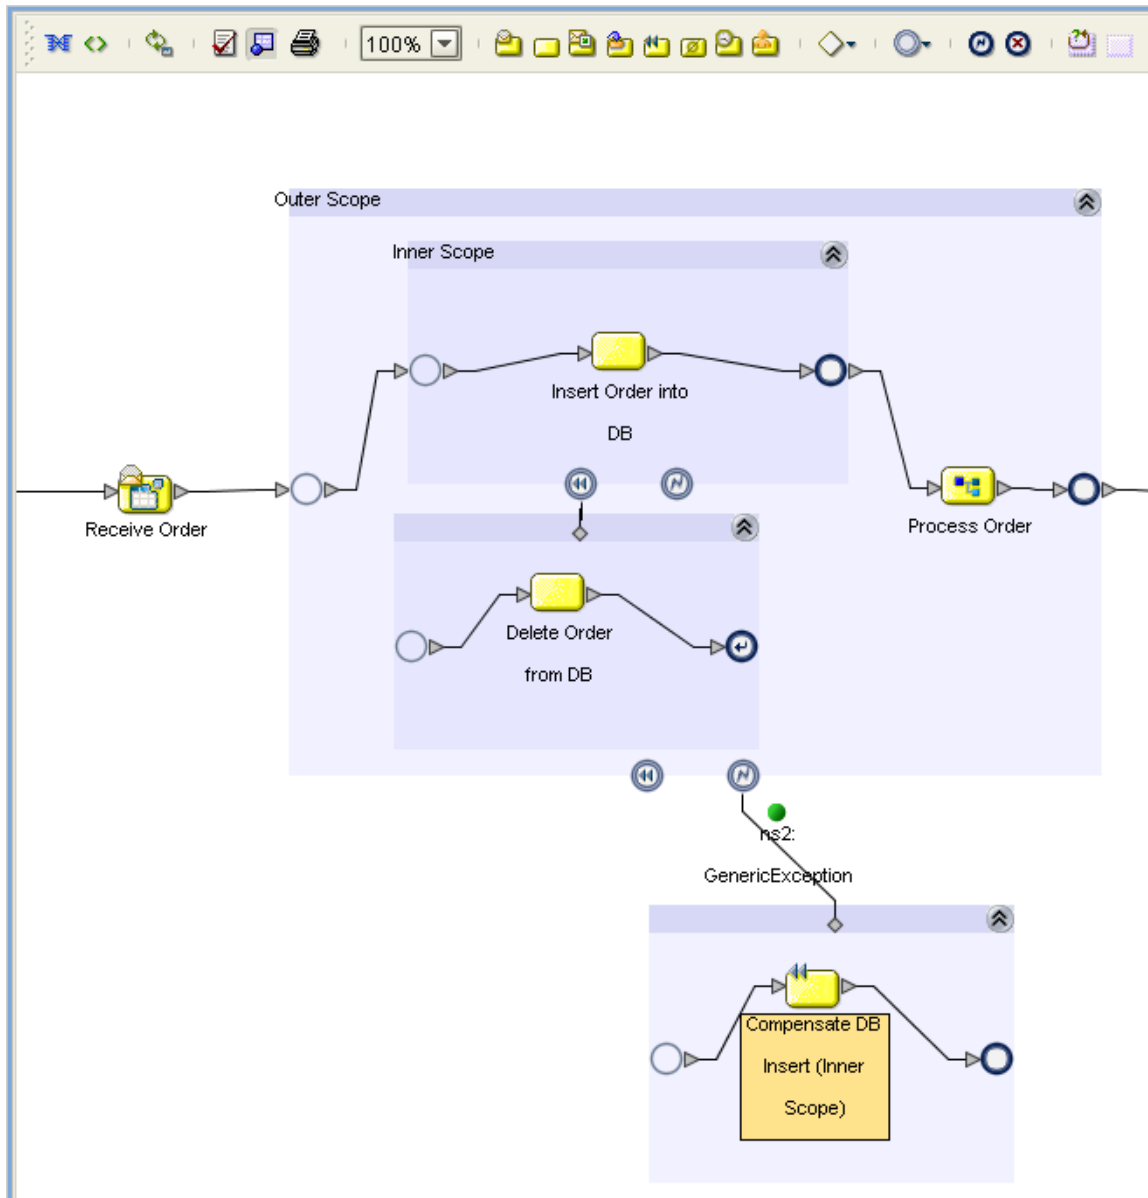 100%
Outer Scope
Inner Scope
Insert Order into
DB
Receive Order
Process Order
Delete Order
from DB
ns2:
GenericException
Compensate DB
Insert (Inner
Scope)